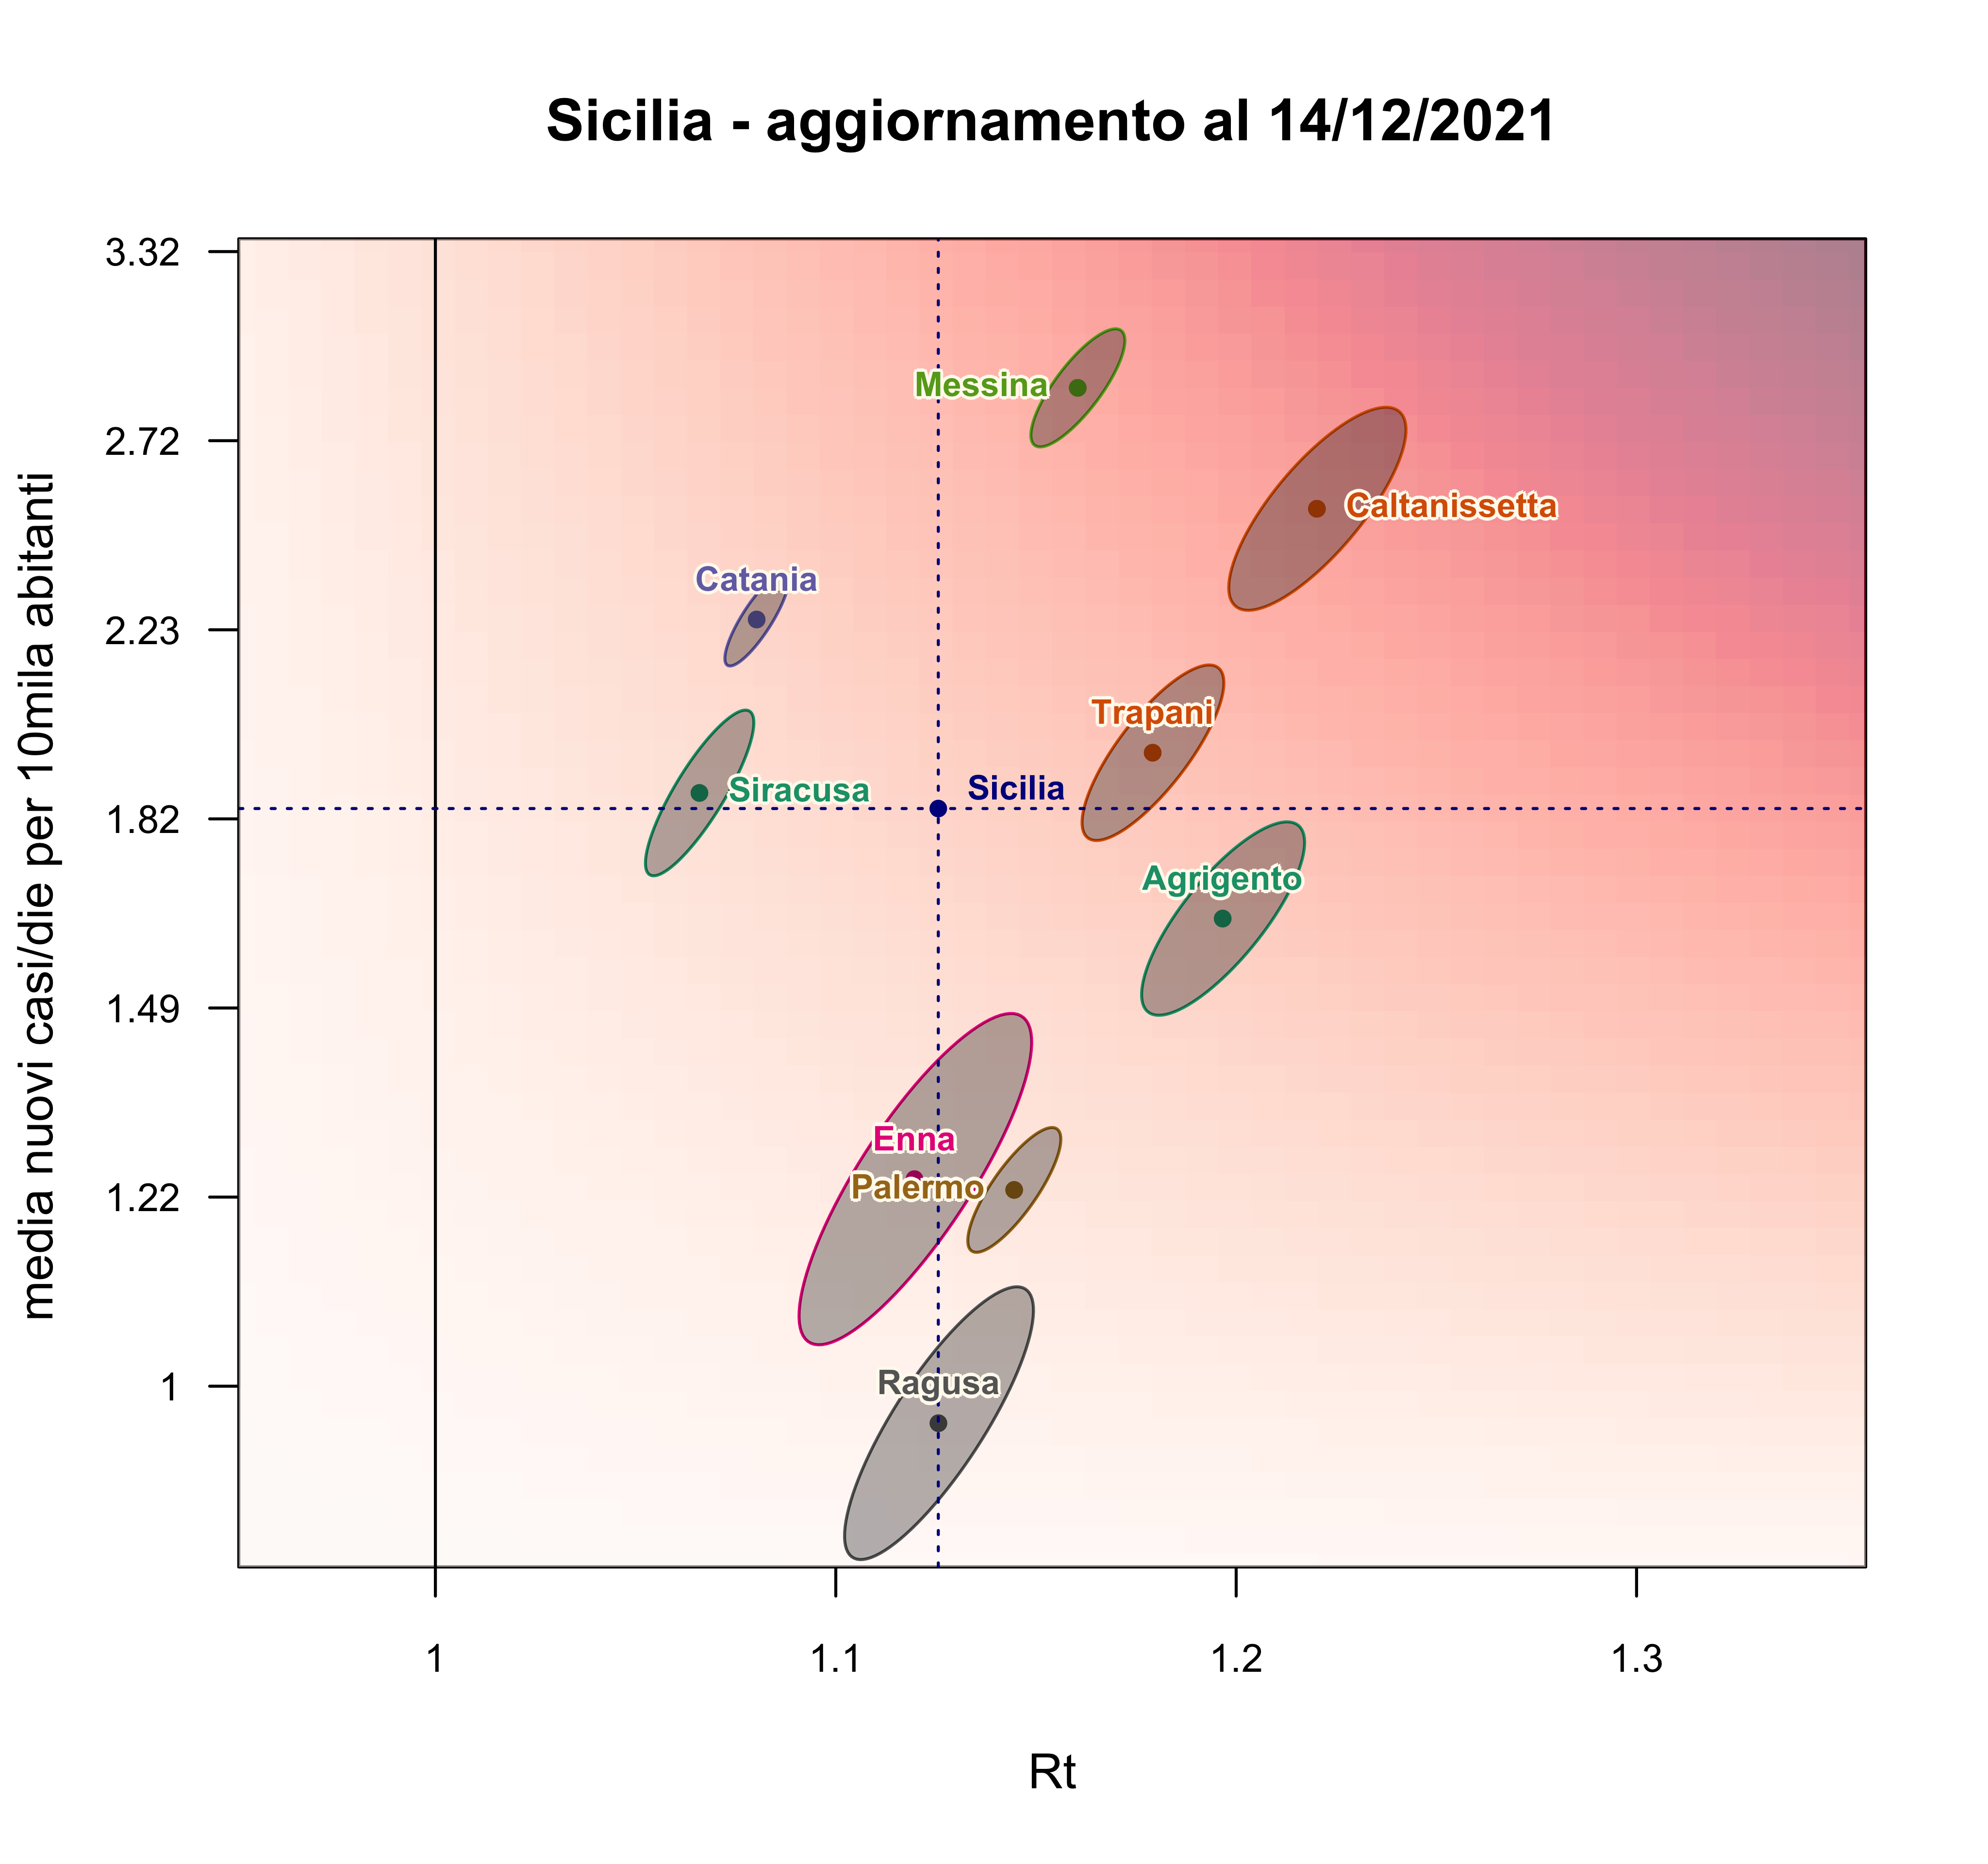 Sicilia - aggiornamento al 14/12/2021
media nuovi casi/die per 10mila abitanti
3.32
2.72
2.23
1.82
1.49
1.22
1
Messina
Caltanissetta
Catania
Trapani
Siracusa
Sicilia
Agrigento
Enna
Palermo
Ragusa
1
1.1
1.2
1.3
Rt